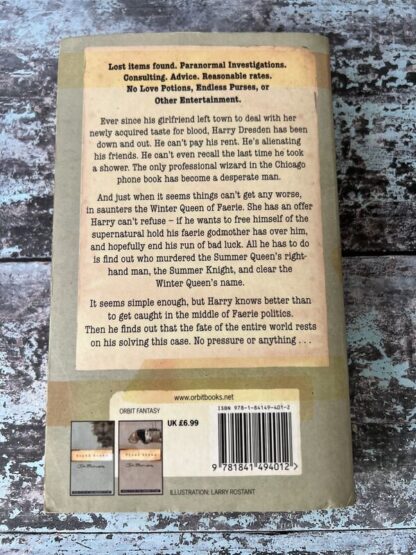 Lost items found. Paranormal Investigations.
Consulting. Advice. Reasonable rates.
No Love Potions, Endless Purses, or
Other Entertainment.
Ever since his girlfriend left town to deal with her
newly acquired taste for blood, Harry Dresden has been
down and out. He can't pay his rent. He's alienating
his friends. He can't even recall the last time he took
a shower. The only professional wizard in the Chicago
phone book has become a desperate man.
And just when it seems things can't get any worse,
in saunters the Winter Queen of Faerie. She has an offer
Harry can't refuse – if he wants to free himself of the
supernatural hold his faerie godmother has over him,
and hopefully end his run of bad luck. All he has to do
is find out who murdered the Summer Queen's right-
hand man, the Summer Knight, and clear the
Winter Queen's name.
It seems simple enough, but Harry knows better than
to get caught in the middle of Faerie politics.
Then he finds out that the fate of the entire world rests
on his solving this case. No pressure or anything . . .
www.orbitbooks.net
ORBIT FANTASY
UK £6.99
ISBN 978-1-84149-401-2
9 781841 494012 >
ILLUSTRATION: LARRY ROSTANT